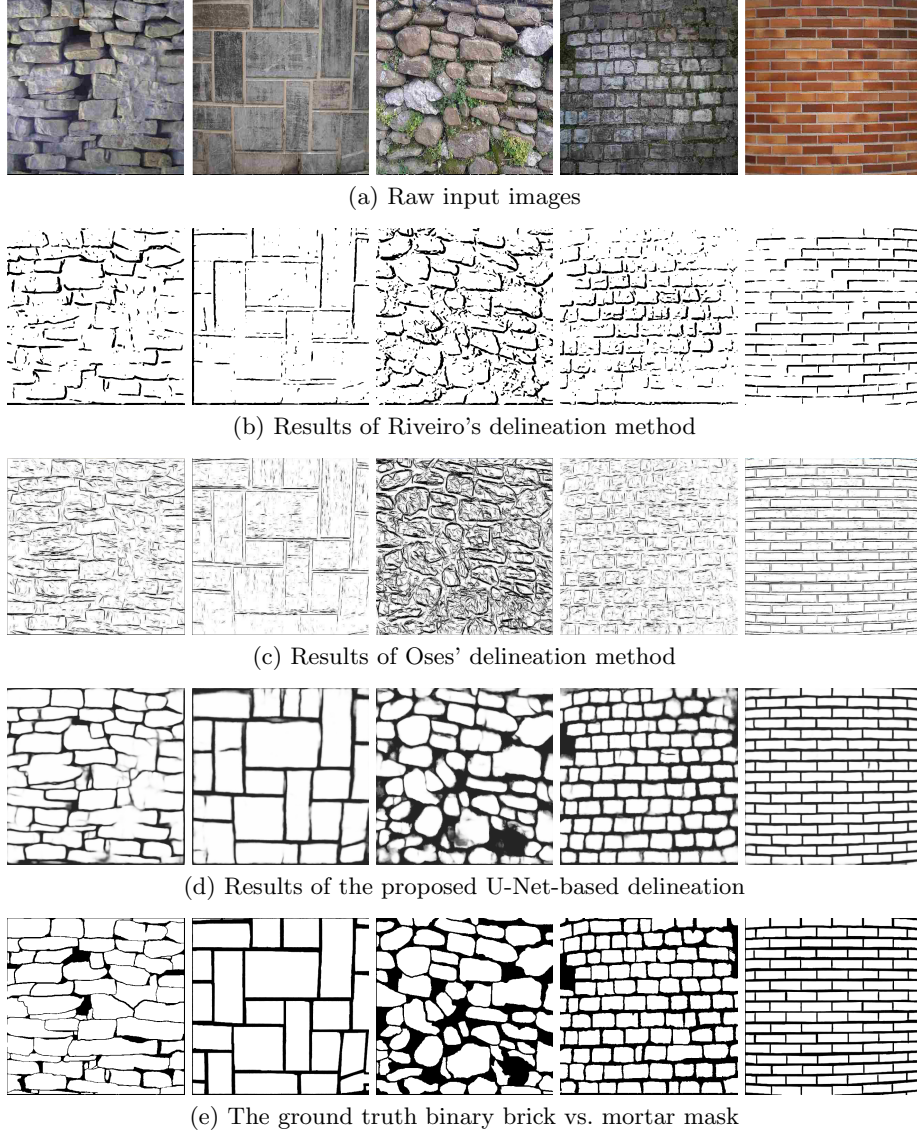 (a) Raw input images
(b) Results of Riveiro's delineation method
(c) Results of Oses' delineation method
(d) Results of the proposed U-Net-based delineation
(e) The ground truth binary brick vs. mortar mask